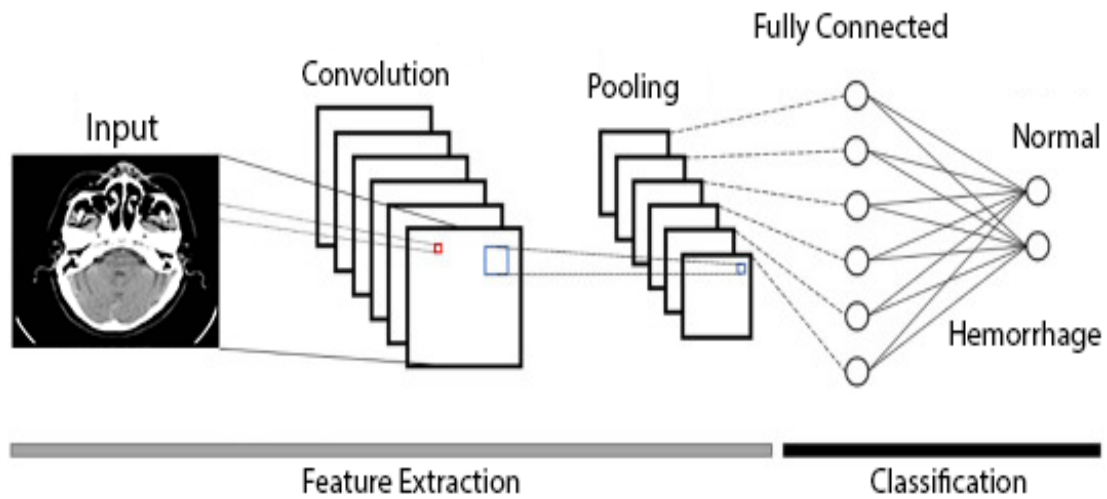 Fully Connected
Convolution
Pooling
Input
Normal
Hemorrhage
Feature Extraction
Classification